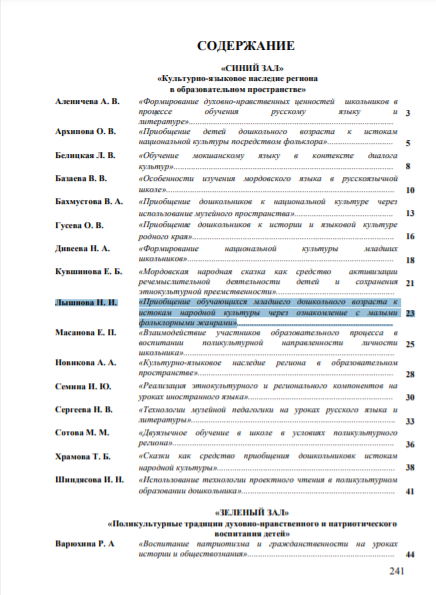 СОДЕРЖАНИЕ
«СИНИЙ ЗАЛ»
«Культурно-языковое наследие региона
в образовательном пространстве»
Аленичева А. В. «Формирование духовно-нравственных ценностей школьников в
процессе обучения русскому языку и
литературе»... 3
Архипова О. В. «Приобщение детей дошкольного возраста к истокам
национальной культуры посредством фольклора»... 5
Белицкая Л. В. «Обучение мокшанскому языку в контексте диалога
культур»... 8
Базаева В. В. «Особенности изучения мордовского языка в русскоязычной
школе»... 10
Бахмустова В. А. «Приобщение дошкольников к национальной культуре через
использование музейного пространства»... 13
Гусева О. В. «Приобщение дошкольников к истории и языковой культуре
родного края»... 16
Дивеева Н. А. «Формирование национальной культуры младших
школьников»... 18
Кувшинова Е. Б. «Мордовская народная сказка как средство активизации
речемыслительной деятельности детей и сохранения
этнокультурной преемственности»... 21
Лышнова Н. Н. «Приобщение обучающихся младшего дошкольного возраста к
истокам народной культуры через ознакомление с малыми
фольклорными жанрами»... 23
Масанова Е. П. «Взаимодействие участников образовательного процесса в
воспитании поликультурной направленности личности
школьника»... 25
Новикова А. А. «Культурно-языковое наследие региона в образовательном
пространстве»... 28
Семина И. Ю. «Реализация этнокультурного и регионального компонентов на
уроках иностранного языка»... 30
Сергеева Н. В. «Технологии музейной педагогики на уроках русского языка и
литературы»... 33
Сотова М. М. «Двуязычное обучение в школе в условиях поликультурного
региона»... 36
Храмова Т. Б. «Сказки как средство приобщения дошкольников к истокам
народной культуры»... 38
Шиндясова И. Н. «Использование технологии проектного чтения в поликультурном
образовании дошкольника»... 41
«ЗЕЛЕНЫЙ ЗАЛ»
«Поликультурные традиции духовно-нравственного и патриотического
воспитания детей»
Варюхина Р. А «Воспитание патриотизма и гражданственности на уроках
истории и обществознания»... 44
241